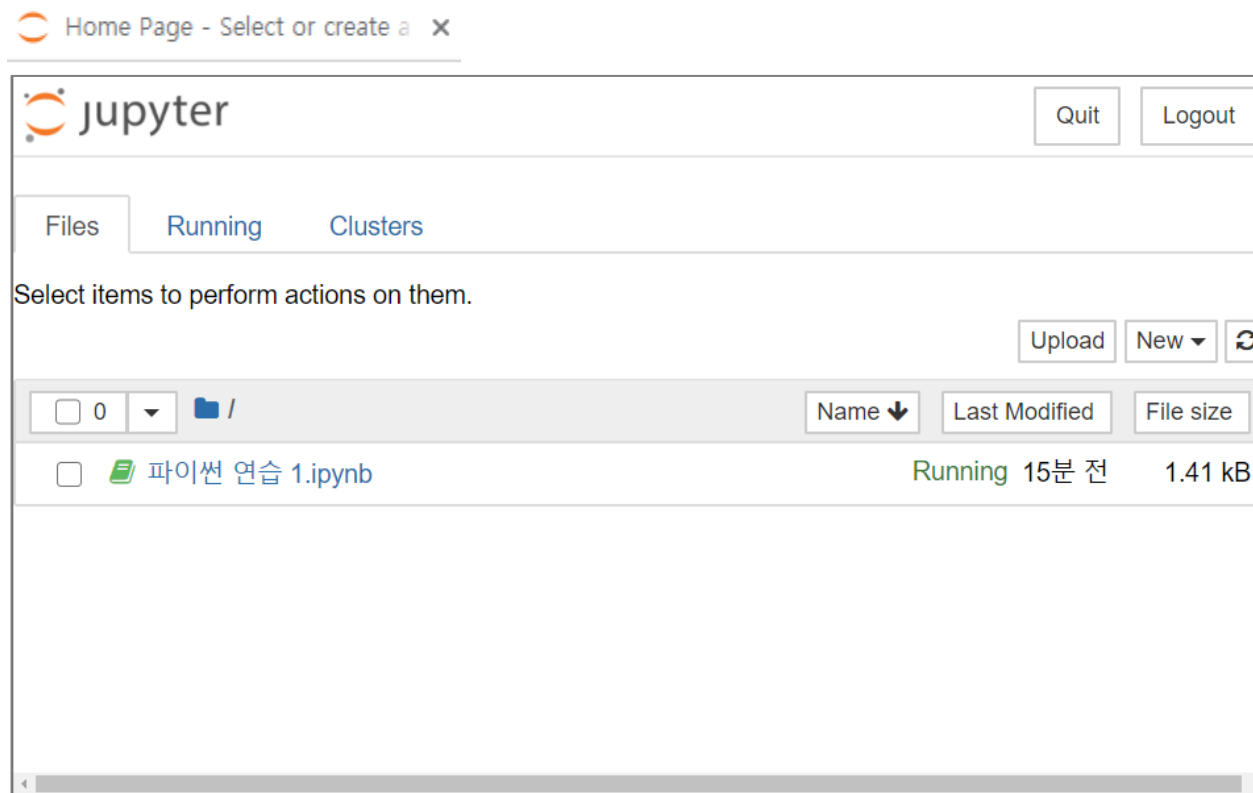 Home Page - Select or create a
jupyter
Quit
Logout
Files
Running
Clusters
Select items to perform actions on them.
Upload
New
0
/
Name
Last Modified
File size
파이썬 연습 1.ipynb
Running
15분 전
1.41 kB